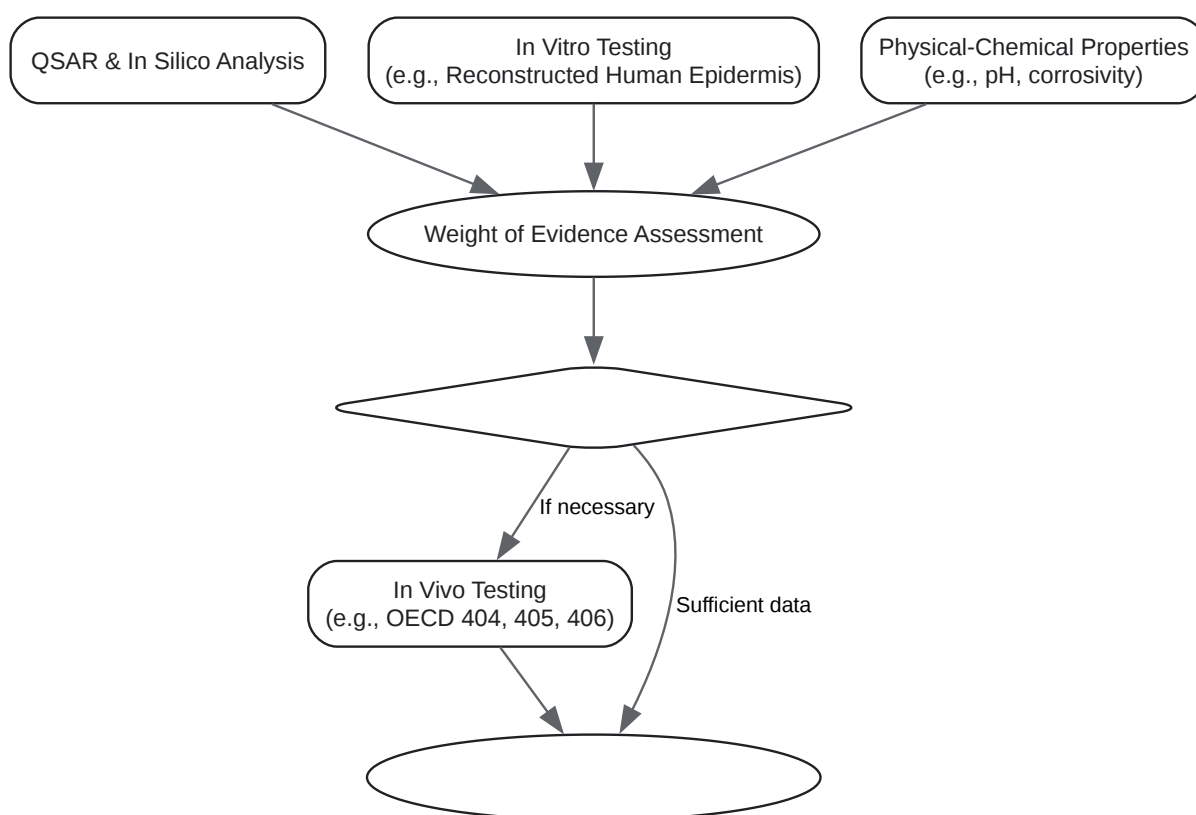 QSAR & In Silico Analysis
In Vitro Testing
(e.g., Reconstructed Human Epidermis)
Physical-Chemical Properties
(e.g., pH, corrosivity)
Weight of Evidence Assessment
If necessary
In Vivo Testing
(e.g., OECD 404, 405, 406)
Sufficient data